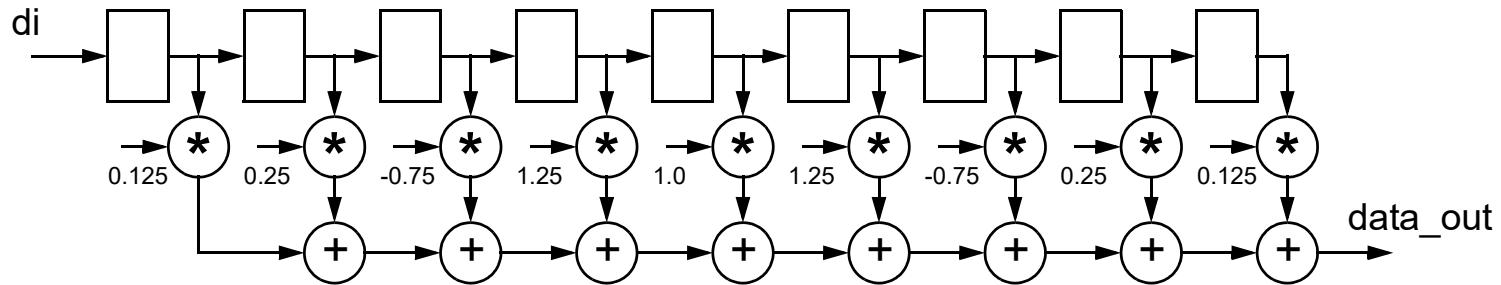 di
* * * * * * * * *
0.125 0.25 -0.75 1.25 1.0 1.25 -0.75 0.25 0.125
data_out
+ + + + + + + +